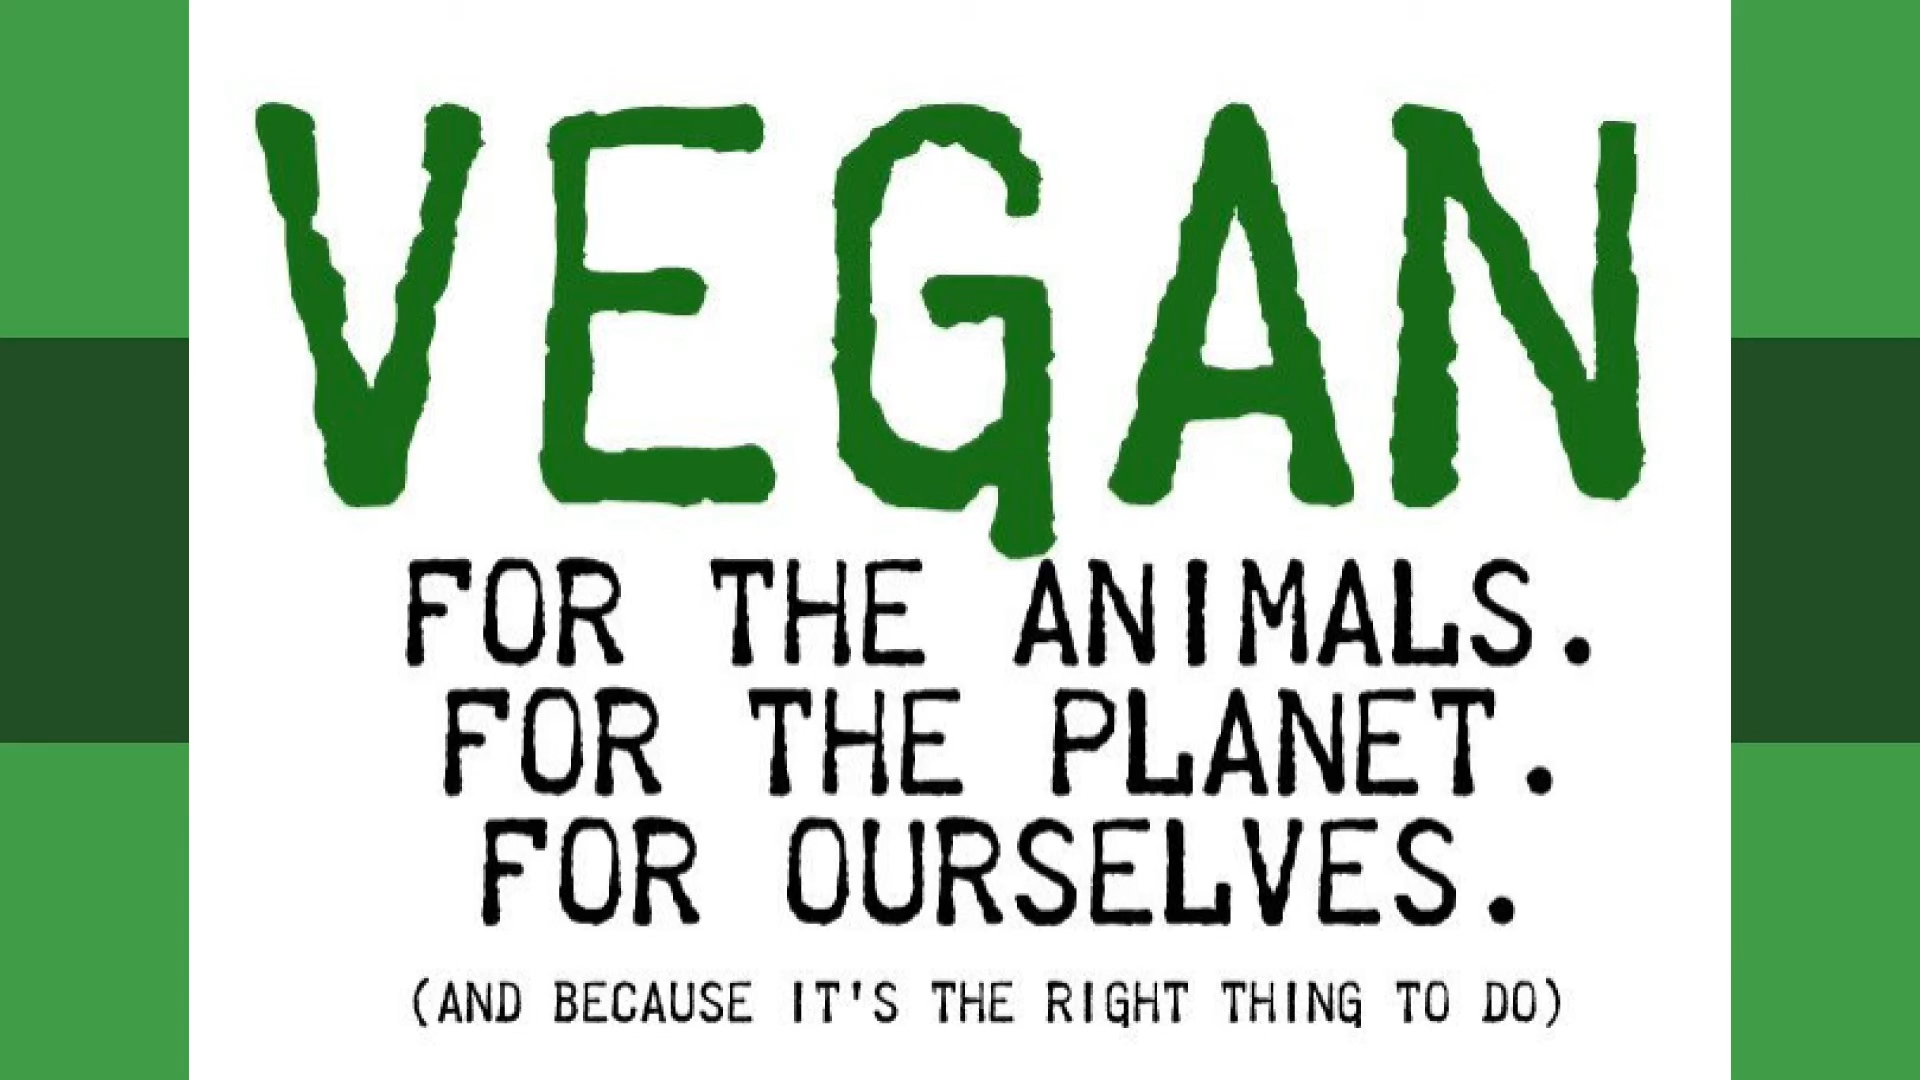 VEGAN
FOR THE ANIMALS.
FOR THE PLANET.
FOR OURSELVES.
(AND BECAUSE IT'S THE RIGHT THING TO DO)